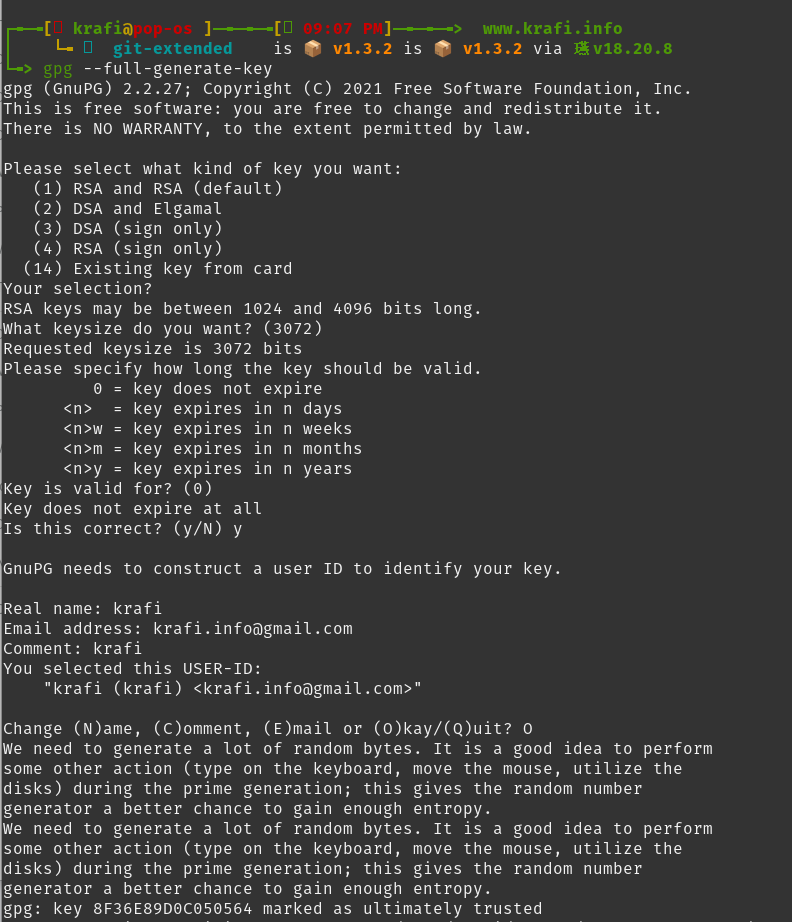 [ krafi@pop-os ] [ 09:07 PM] > www.krafi.info
git-extended is 📦 v1.3.2 is 📦 v1.3.2 via v18.20.8
> gpg --full-generate-key
gpg (GnuPG) 2.2.27; Copyright (C) 2021 Free Software Foundation, Inc.
This is free software: you are free to change and redistribute it.
There is NO WARRANTY, to the extent permitted by law.
Please select what kind of key you want:
(1) RSA and RSA (default)
(2) DSA and Elgamal
(3) DSA (sign only)
(4) RSA (sign only)
(14) Existing key from card
Your selection?
RSA keys may be between 1024 and 4096 bits long.
What keysize do you want? (3072)
Requested keysize is 3072 bits
Please specify how long the key should be valid.
0 = key does not expire
<n>  = key expires in n days
<n>w = key expires in n weeks
<n>m = key expires in n months
<n>y = key expires in n years
Key is valid for? (0)
Key does not expire at all
Is this correct? (y/N) y
GnuPG needs to construct a user ID to identify your key.
Real name: krafi
Email address: krafi.info@gmail.com
Comment: krafi
You selected this USER-ID:
"krafi (krafi) <krafi.info@gmail.com>"
Change (N)ame, (C)omment, (E)mail or (O)kay/(Q)uit? O
We need to generate a lot of random bytes. It is a good idea to perform
some other action (type on the keyboard, move the mouse, utilize the
disks) during the prime generation; this gives the random number
generator a better chance to gain enough entropy.
We need to generate a lot of random bytes. It is a good idea to perform
some other action (type on the keyboard, move the mouse, utilize the
disks) during the prime generation; this gives the random number
generator a better chance to gain enough entropy.
gpg: key 8F36E89D0C050564 marked as ultimately trusted